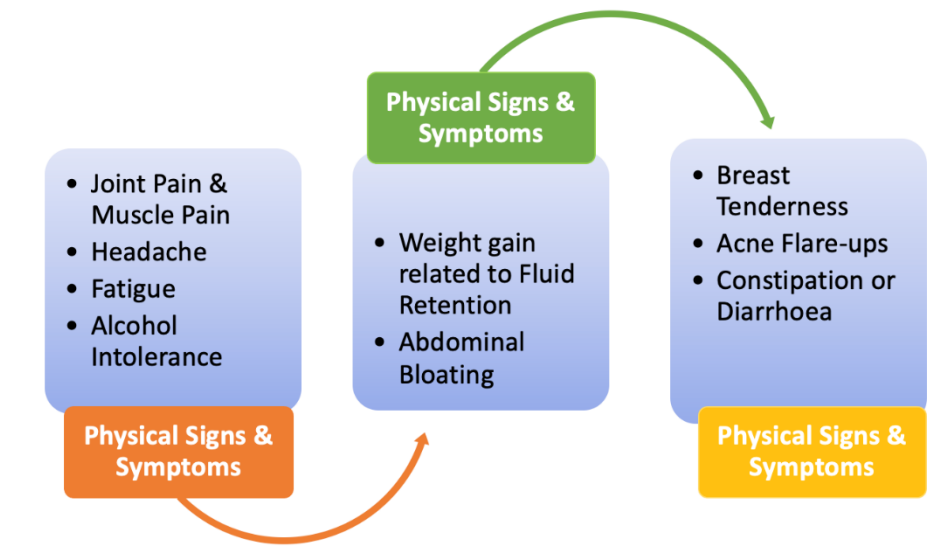 • Joint Pain &
Muscle Pain
• Headache
• Fatigue
• Alcohol
Intolerance
Physical Signs &
Symptoms
Physical Signs &
Symptoms
• Weight gain
related to Fluid
Retention
• Abdominal
Bloating
• Breast
Tenderness
• Acne Flare-ups
• Constipation or
Diarrhoea
Physical Signs &
Symptoms